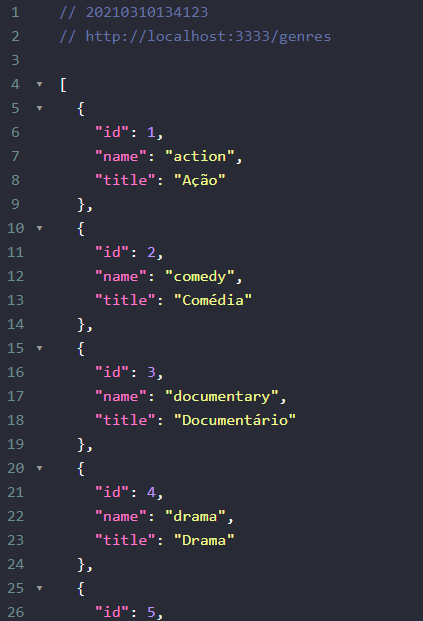 1 // 20210310134123
2 // http://localhost:3333/genres
3
4 [
5 {
6 "id": 1,
7 "name": "action",
8 "title": "Ação"
9 },
10 {
11 "id": 2,
12 "name": "comedy",
13 "title": "Comédia"
14 },
15 {
16 "id": 3,
17 "name": "documentary",
18 "title": "Documentário"
19 },
20 {
21 "id": 4,
22 "name": "drama",
23 "title": "Drama"
24 },
25 {
26 "id": 5,